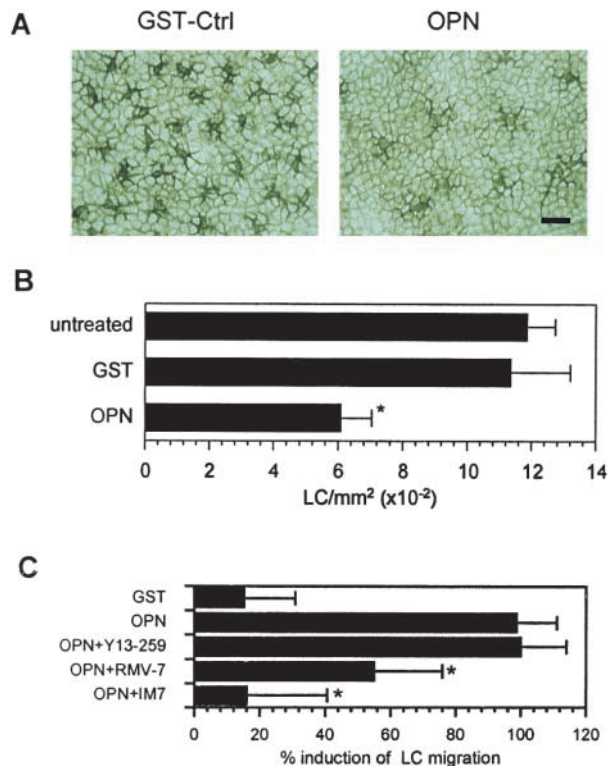 A
GST-Ctrl OPN
B
untreated
GST
OPN
*
0 2 4 6 8 10 12 14
LC/mm² (x10-2)
C
GST
OPN
OPN+Y13-259
OPN+RMV-7 *
OPN+IM7 *
0 20 40 60 80 100 120
% induction of LC migration